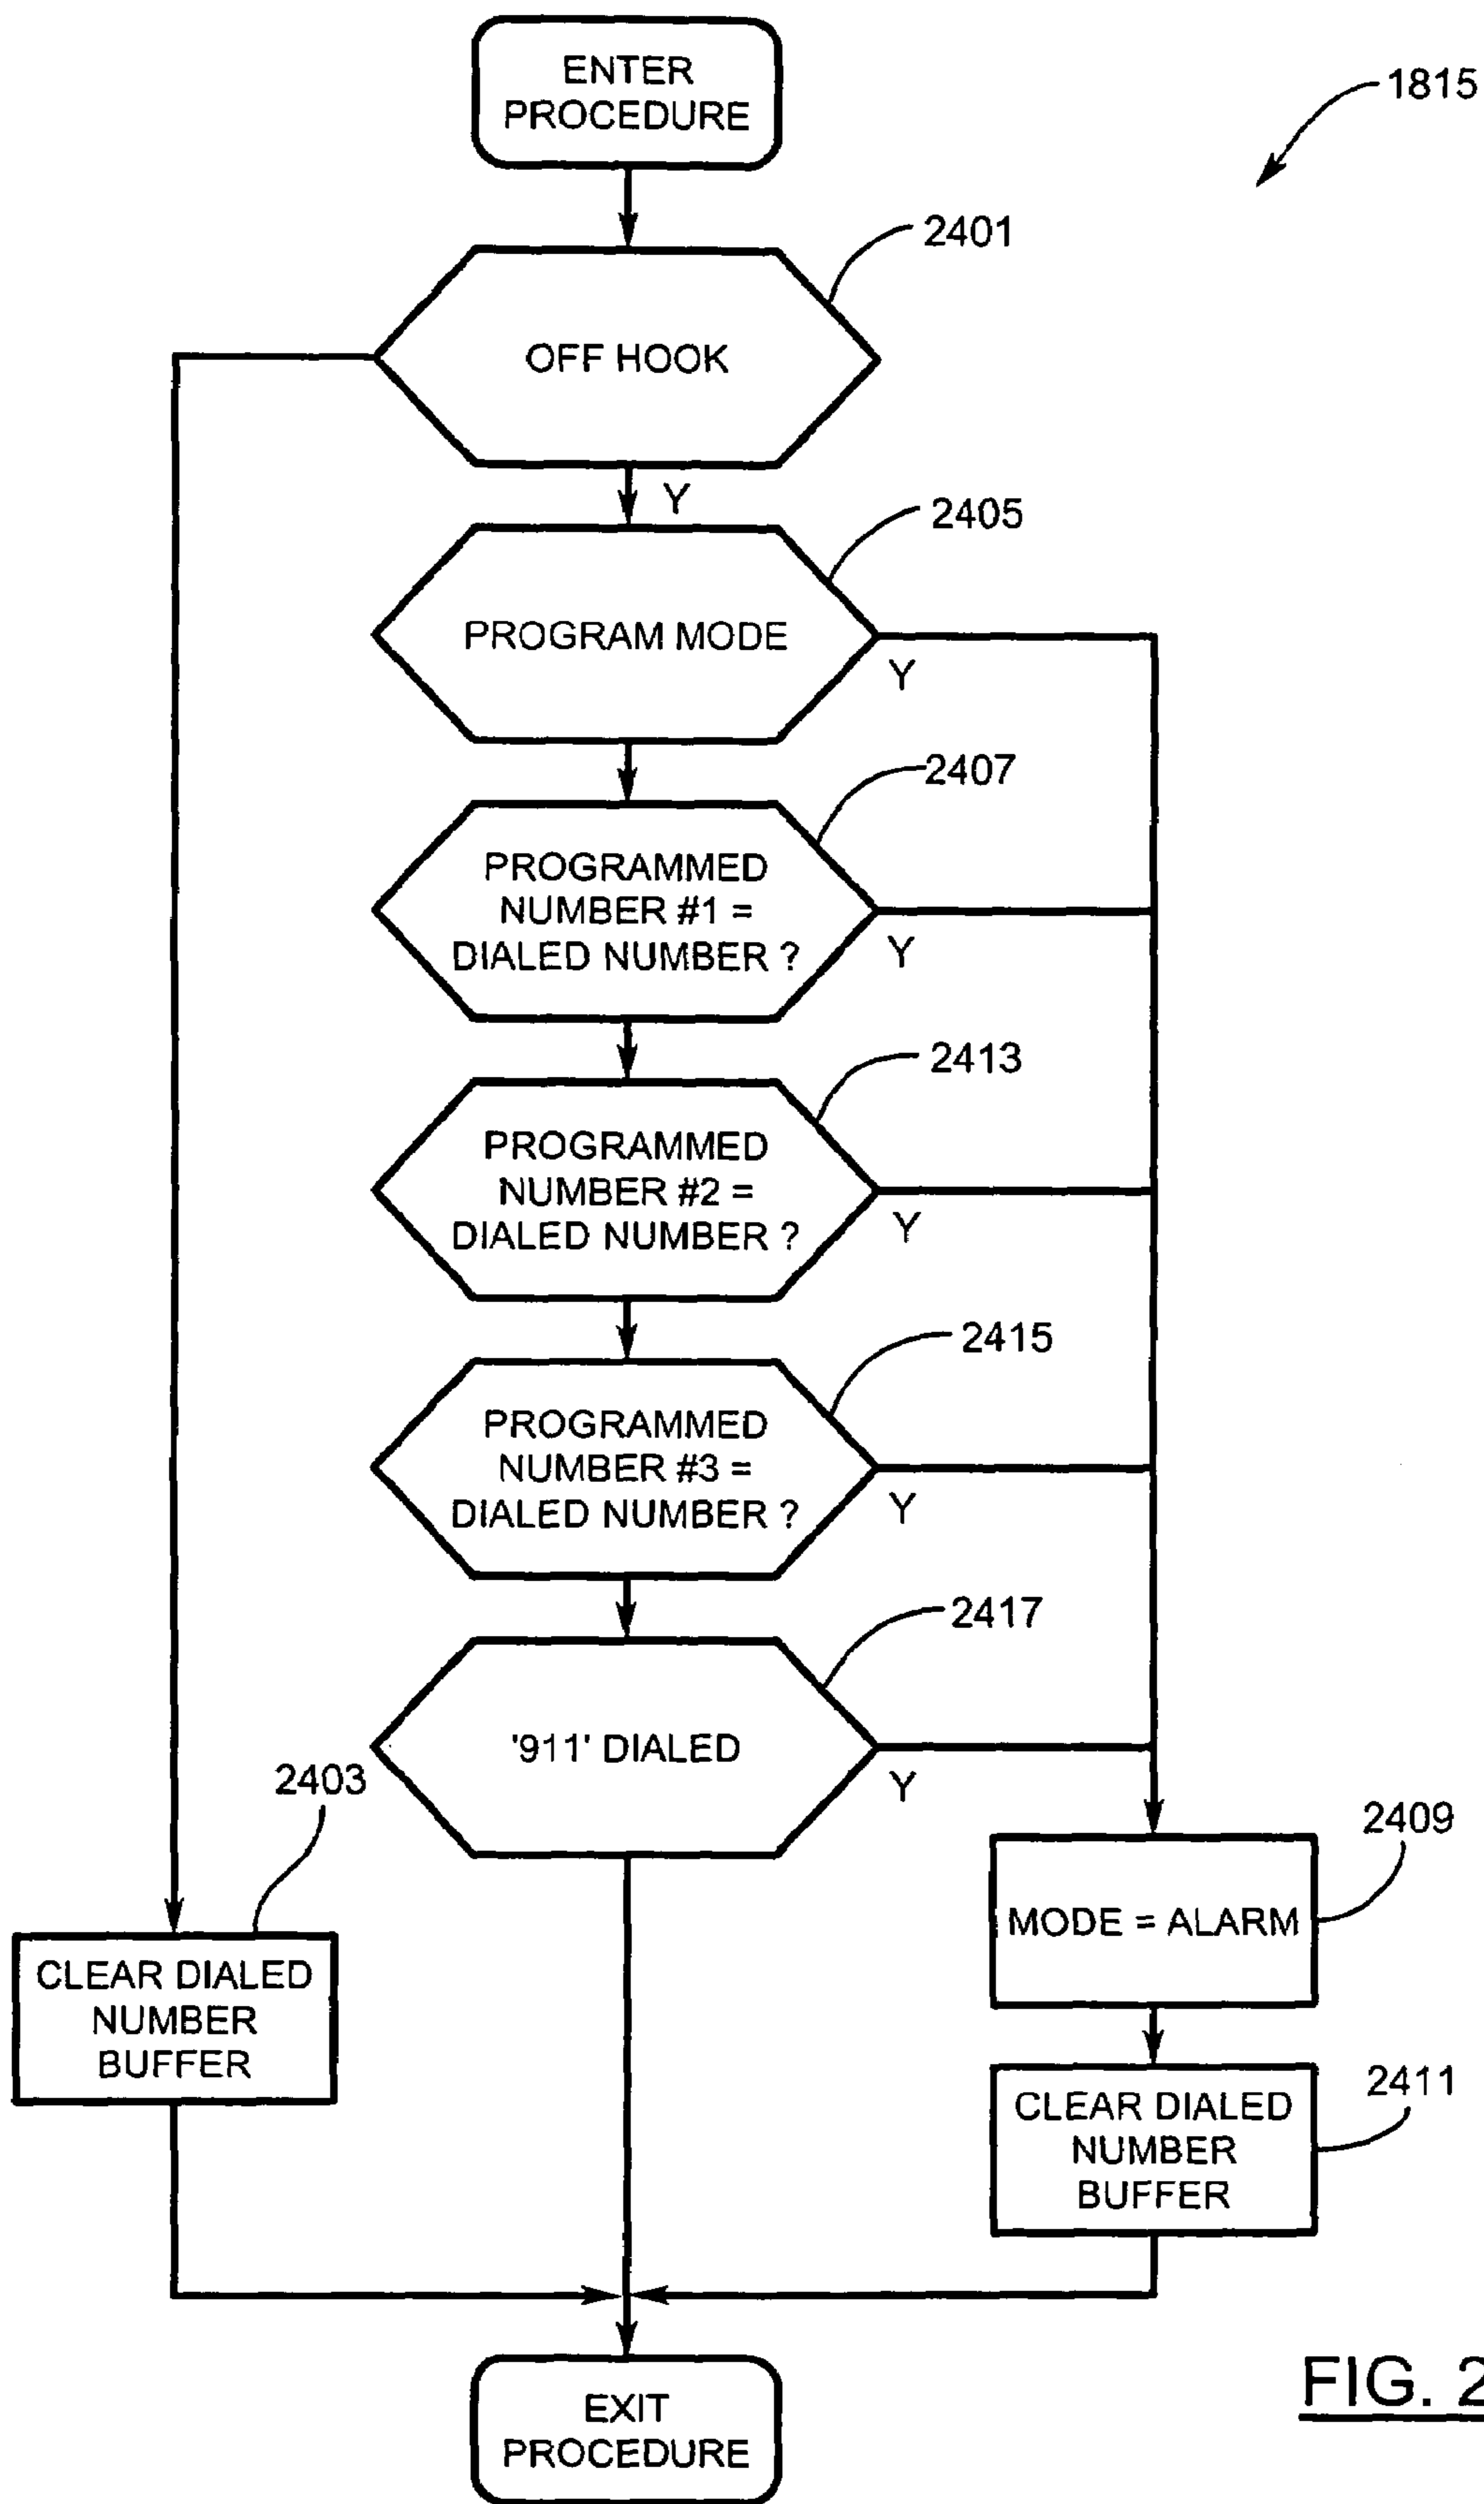 ENTER
PROCEDURE
1815
2401
OFF HOOK
Y
2405
PROGRAM MODE
Y
2407
PROGRAMMED
NUMBER #1 =
DIALED NUMBER ?
Y
2413
PROGRAMMED
NUMBER #2 =
DIALED NUMBER ?
Y
2415
PROGRAMMED
NUMBER #3 =
DIALED NUMBER ?
Y
2417
'911' DIALED
Y
2403
CLEAR DIALED
NUMBER
BUFFER
2409
MODE = ALARM
2411
CLEAR DIALED
NUMBER
BUFFER
EXIT
PROCEDURE
FIG. 2